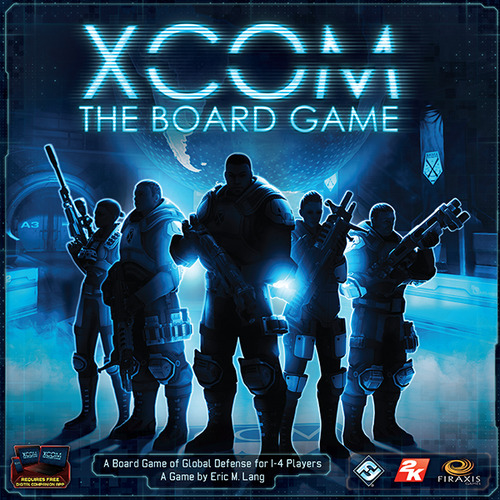 XCOM
THE BOARD GAME
A3
A Board Game of Global Defense for 1-4 Players
A Game by Eric M. Lang
REQUIRES FREE
DIGITAL COMPANION APP
2K
FIRAXIS